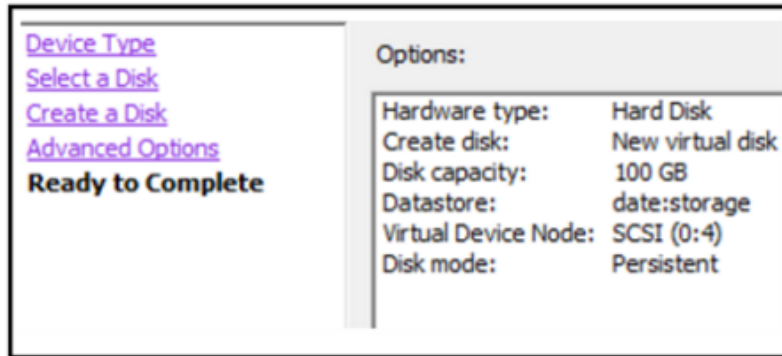 Device Type
Select a Disk
Create a Disk
Advanced Options
Ready to Complete
Options:
Hardware type: Hard Disk
Create disk: New virtual disk
Disk capacity: 100 GB
Datastore: date:storage
Virtual Device Node: SCSI (0:4)
Disk mode: Persistent